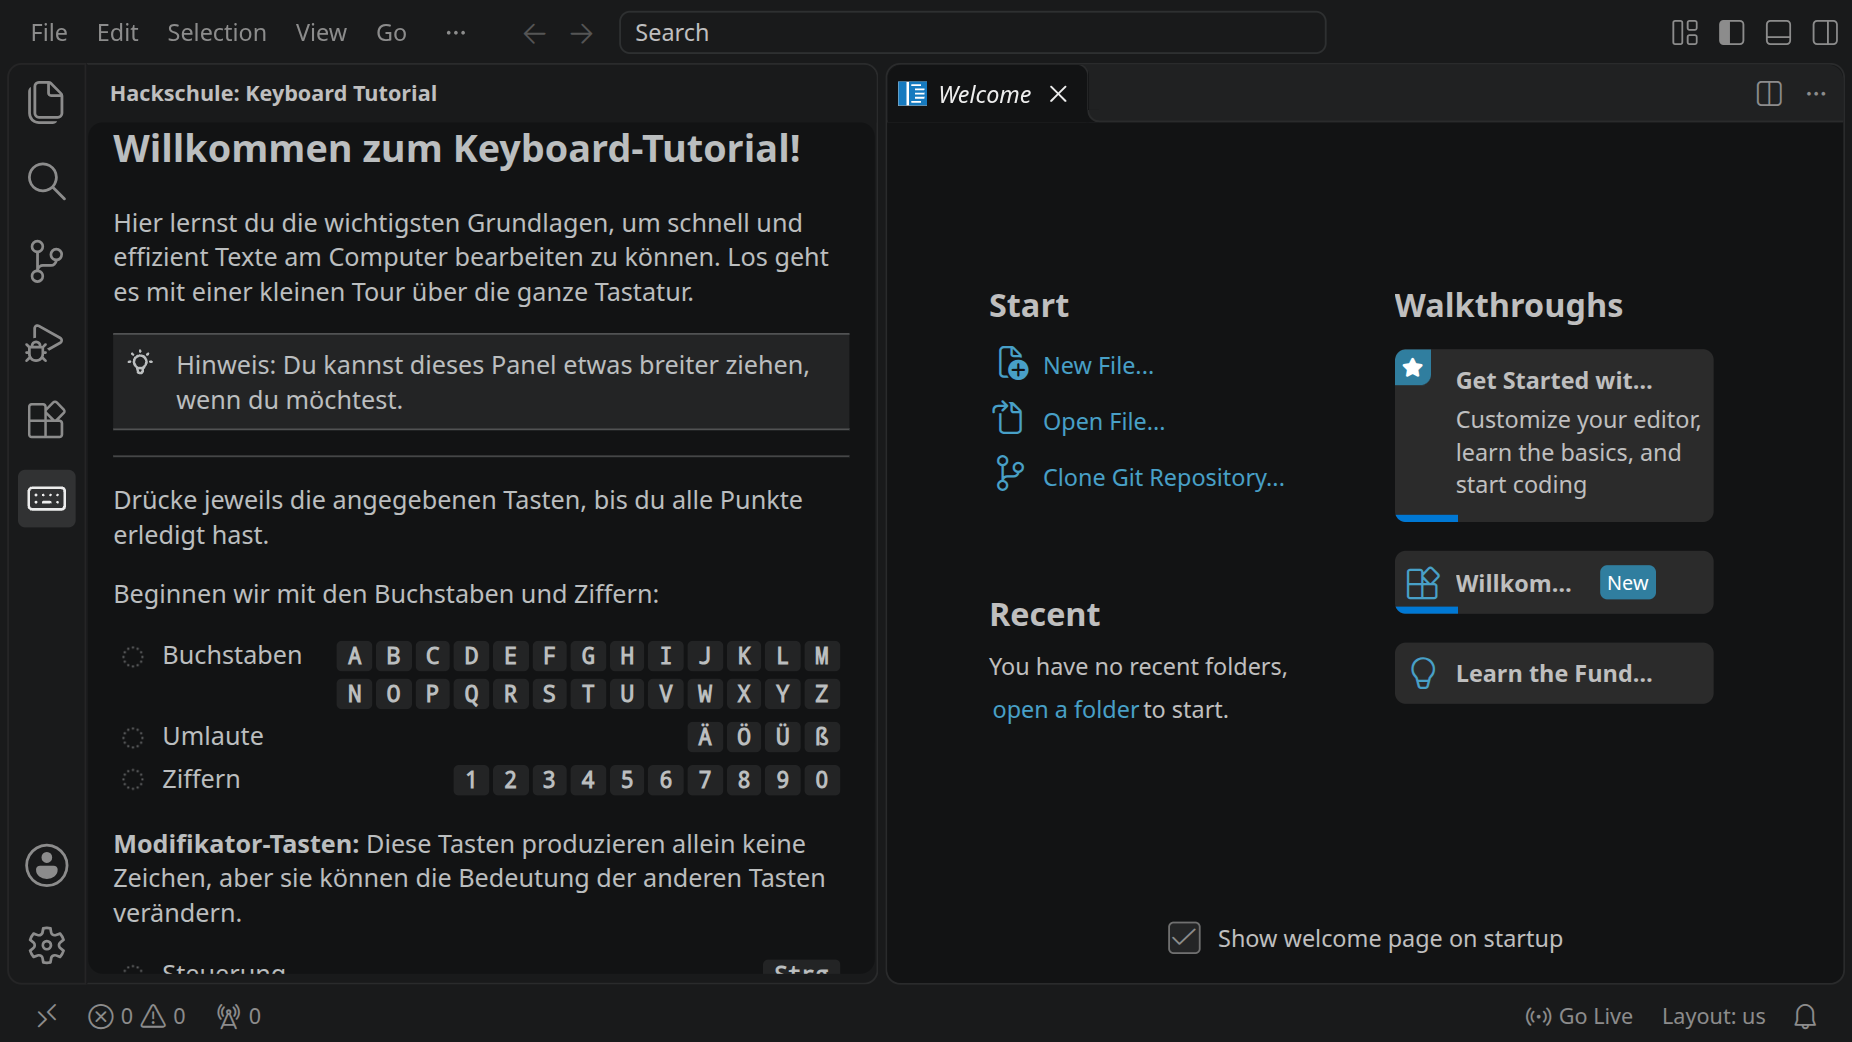 File Edit Selection View Go ···
Search
Hackschule: Keyboard Tutorial
Willkommen zum Keyboard-Tutorial!
Hier lernst du die wichtigsten Grundlagen, um schnell und
effizient Texte am Computer bearbeiten zu können. Los geht
es mit einer kleinen Tour über die ganze Tastatur.
Hinweis: Du kannst dieses Panel etwas breiter ziehen,
wenn du möchtest.
Drücke jeweils die angegebenen Tasten, bis du alle Punkte
erledigt hast.
Beginnen wir mit den Buchstaben und Ziffern:
Buchstaben A B C D E F G H I J K L M
N O P Q R S T U V W X Y Z
Umlaute Ä Ö Ü ß
Ziffern 1 2 3 4 5 6 7 8 9 0
Modifikator-Tasten: Diese Tasten produzieren allein keine
Zeichen, aber sie können die Bedeutung der anderen Tasten
verändern.
Steuerung Strg
Welcome
Start
New File...
Open File...
Clone Git Repository...
Recent
You have no recent folders,
open a folder to start.
Walkthroughs
Get Started wit...
Customize your editor,
learn the basics, and
start coding
Willkom... New
Learn the Fund...
Show welcome page on startup
0 0 0
Go Live Layout: us